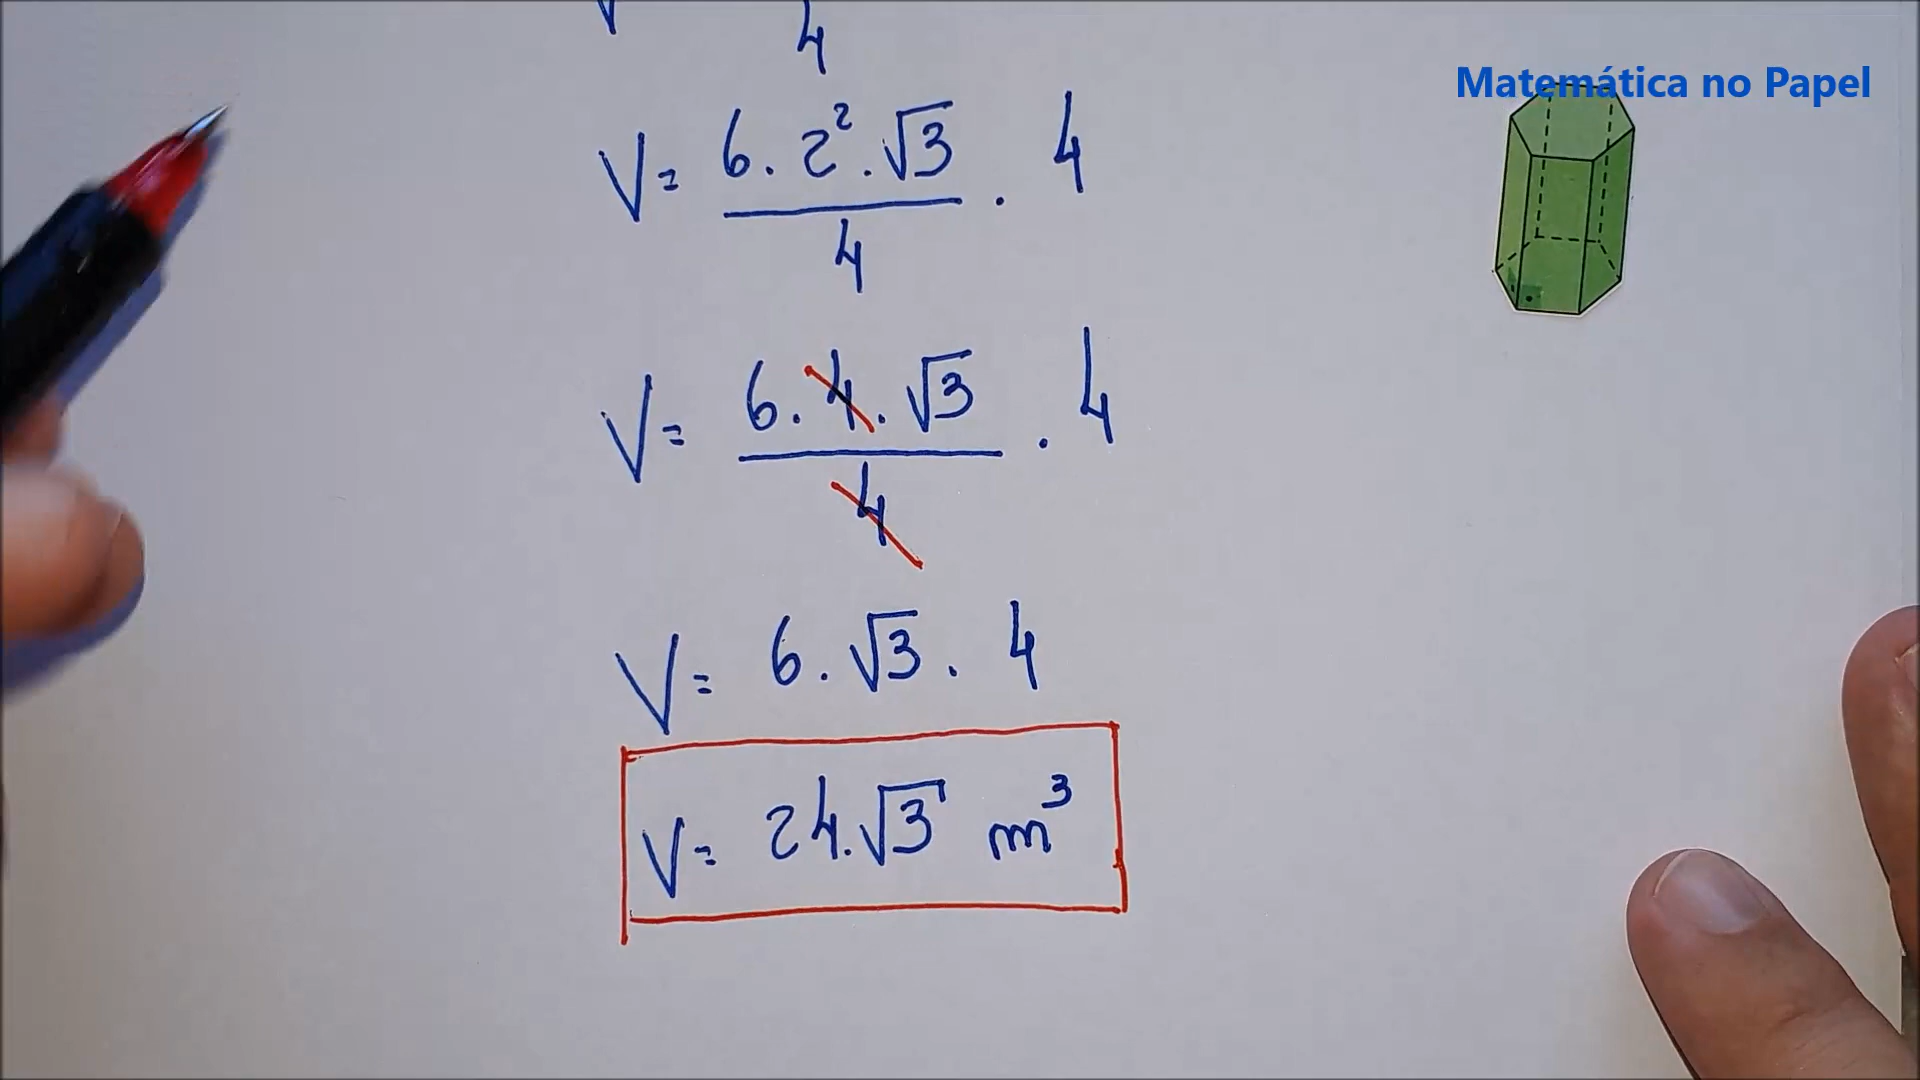 V 4
Matemática no Papel
V = 6 . 2² . √3 / 4 . 4
V = 6 . 4 . √3 / 4 . 4
V = 6 . √3 . 4
V = 24 . √3 m³